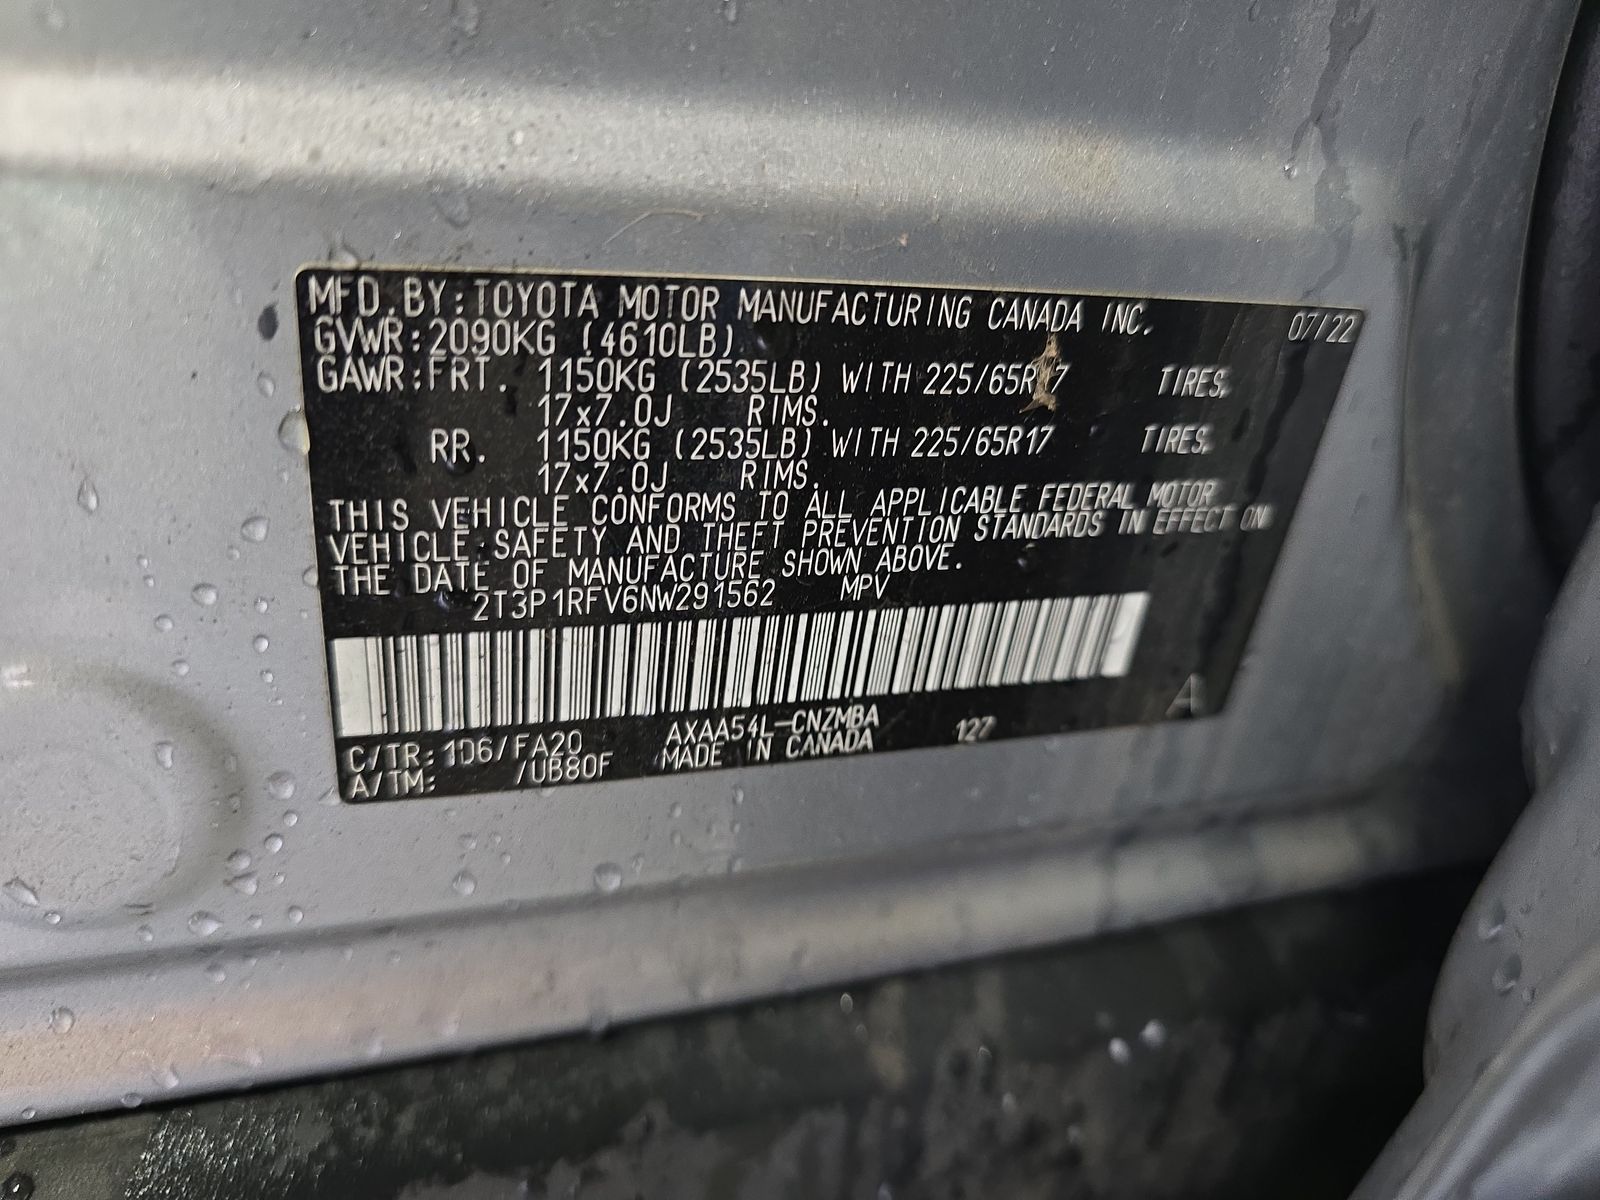 MFD.BY:TOYOTA MOTOR MANUFACTURING CANADA INC. 07/22
GVWR:2090KG (4610LB)
GAWR:FRT. 1150KG (2535LB) WITH 225/65R17 TIRES,
17x7.0J RIMS.
RR. 1150KG (2535LB) WITH 225/65R17 TIRES,
17x7.0J RIMS.
THIS VEHICLE CONFORMS TO ALL APPLICABLE FEDERAL MOTOR
VEHICLE SAFETY AND THEFT PREVENTION STANDARDS IN EFFECT ON
THE DATE OF MANUFACTURE SHOWN ABOVE.
2T3P1RFV6NW291562 MPV
A
C/TR:1D6/FA20 AXAA54L-CNZMBA 127
A/TM: /UB80F MADE IN CANADA